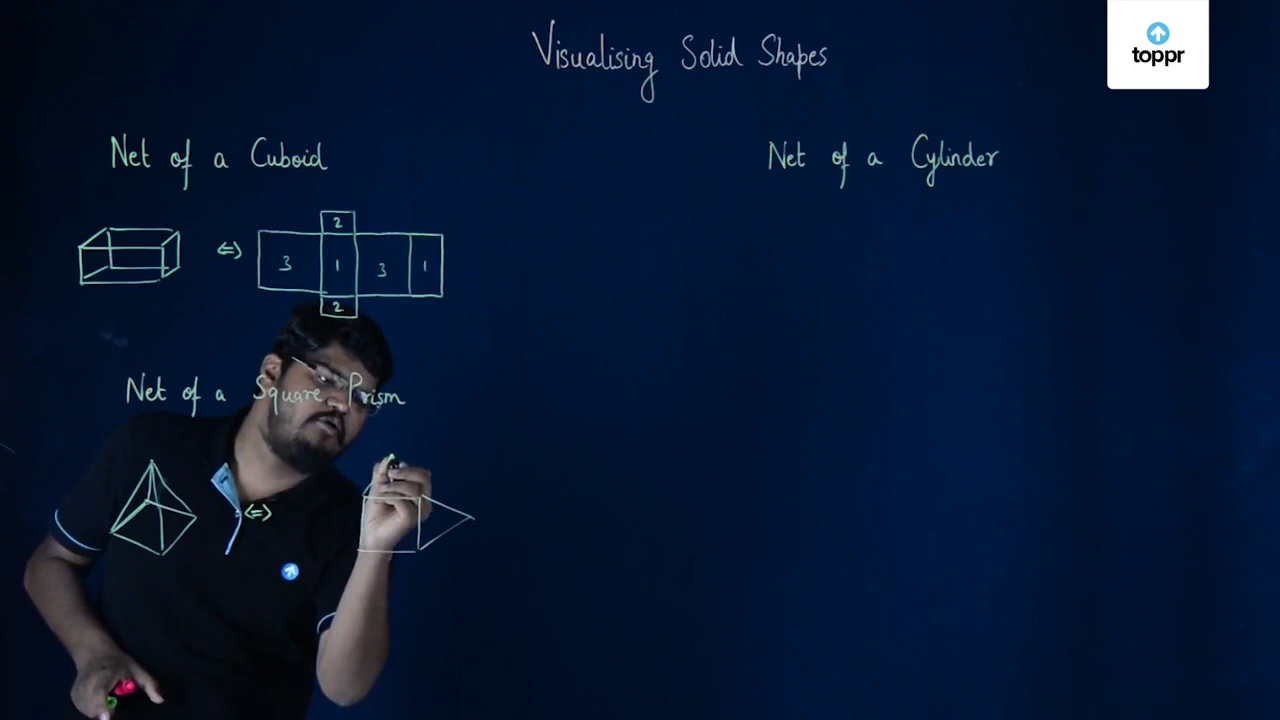 Visualising Solid Shapes
toppr
Net of a Cuboid
Net of a Cylinder
2
3 1 3 1
2
Net of a Square Prism